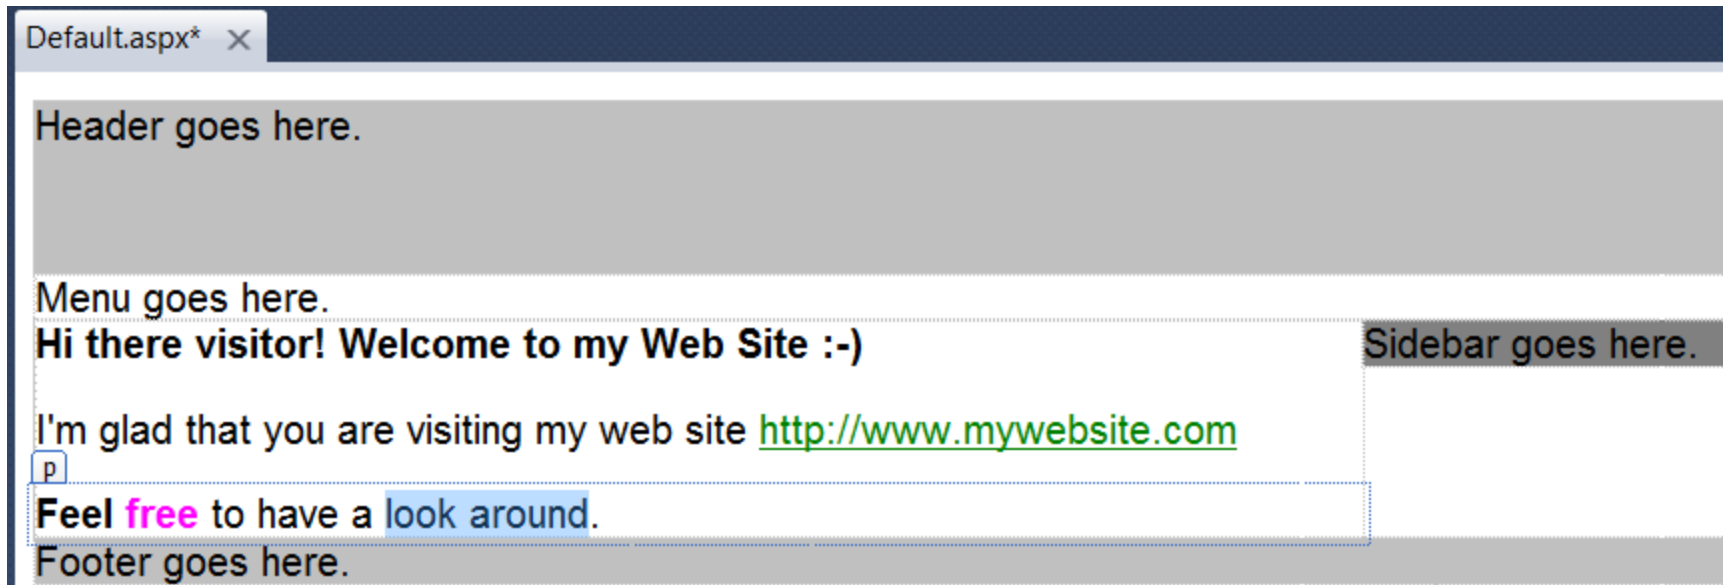 Default.aspx*
Header goes here.
Menu goes here.
Hi there visitor! Welcome to my Web Site :-)
Sidebar goes here.
I'm glad that you are visiting my web site http://www.mywebsite.com
p
Feel free to have a look around.
Footer goes here.